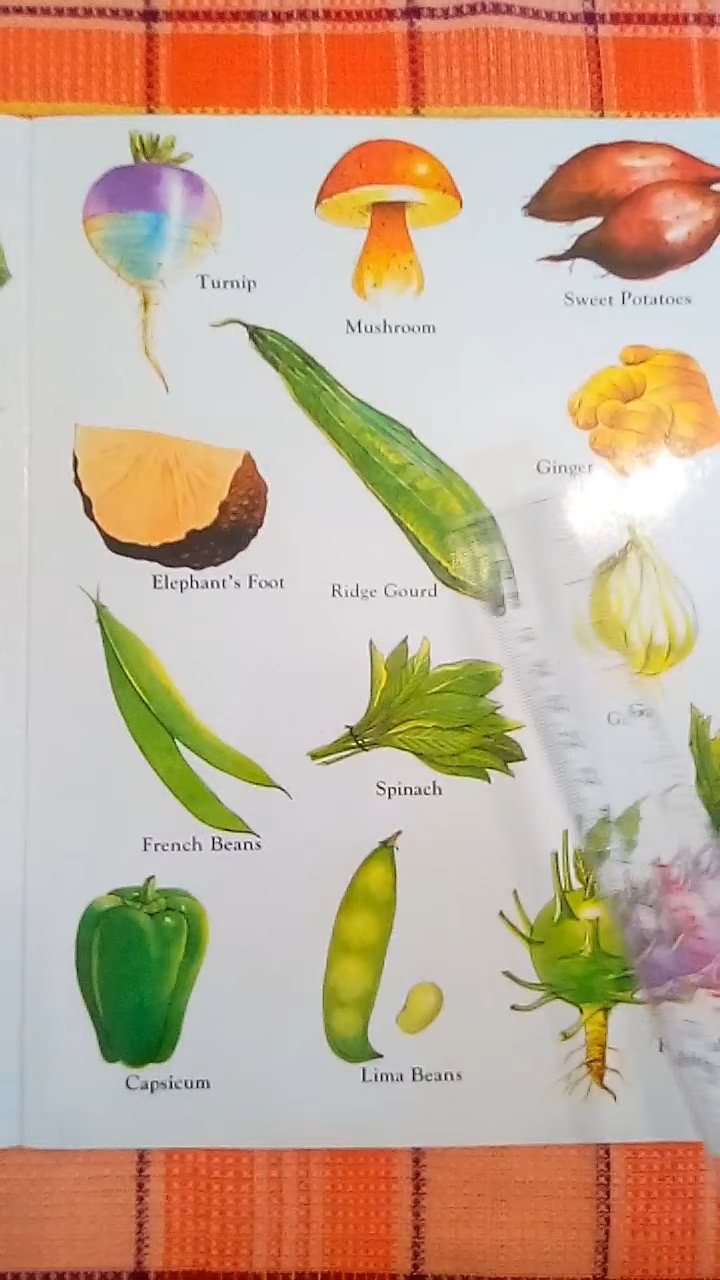 Turnip
Mushroom
Sweet Potatoes
Ginger
Elephant's Foot
Ridge Gourd
Spinach
French Beans
Capsicum
Lima Beans